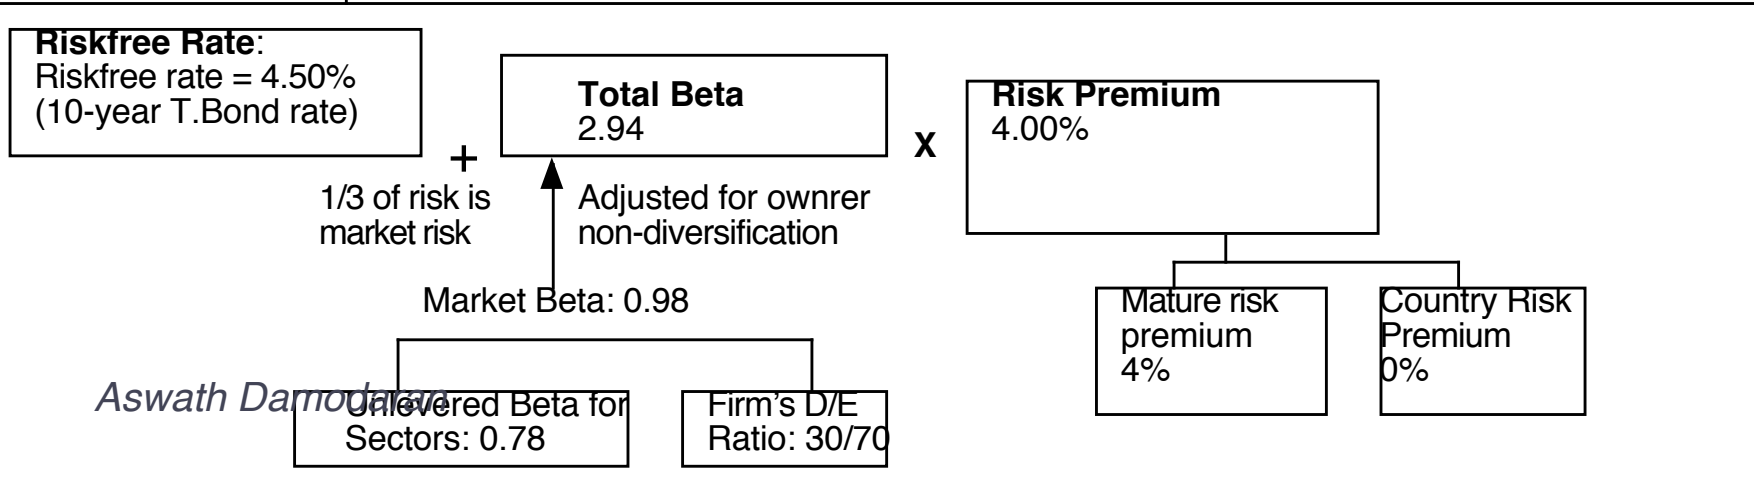 Riskfree Rate:
Riskfree rate = 4.50%
(10-year T.Bond rate)
+
Total Beta
2.94
X
Risk Premium
4.00%
1/3 of risk is
market risk
Adjusted for ownrer
non-diversification
Market Beta: 0.98
Mature risk
premium
4%
Country Risk
Premium
0%
Aswath Damodaran
Unlevered Beta for
Sectors: 0.78
Firm’s D/E
Ratio: 30/70